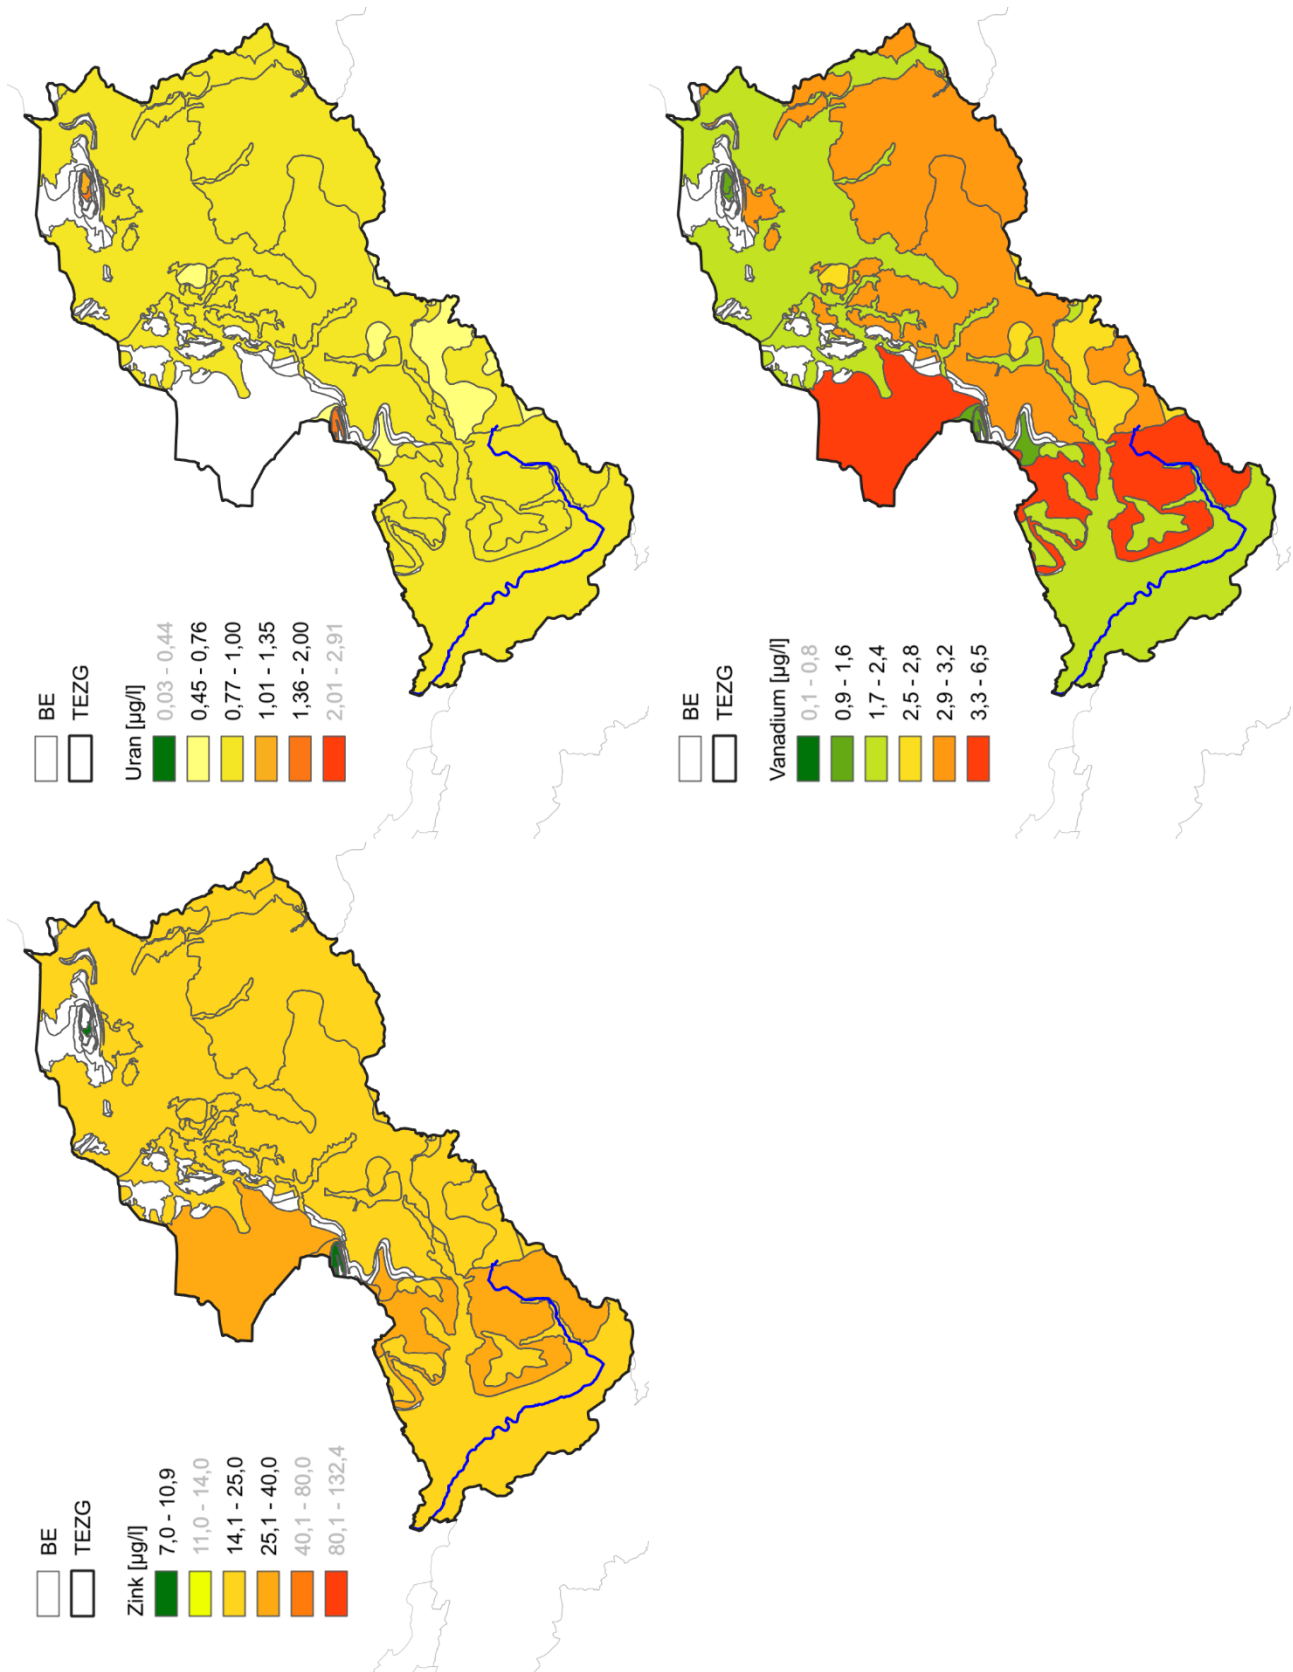 BE
TEZG
Uran [µg/l]
0,03 - 0,44
0,45 - 0,76
0,77 - 1,00
1,01 - 1,35
1,36 - 2,00
2,01 - 2,91
BE
TEZG
Vanadium [µg/l]
0,1 - 0,8
0,9 - 1,6
1,7 - 2,4
2,5 - 2,8
2,9 - 3,2
3,3 - 6,5
BE
TEZG
Zink [µg/l]
7,0 - 10,9
11,0 - 14,0
14,1 - 25,0
25,1 - 40,0
40,1 - 80,0
80,1 - 132,4